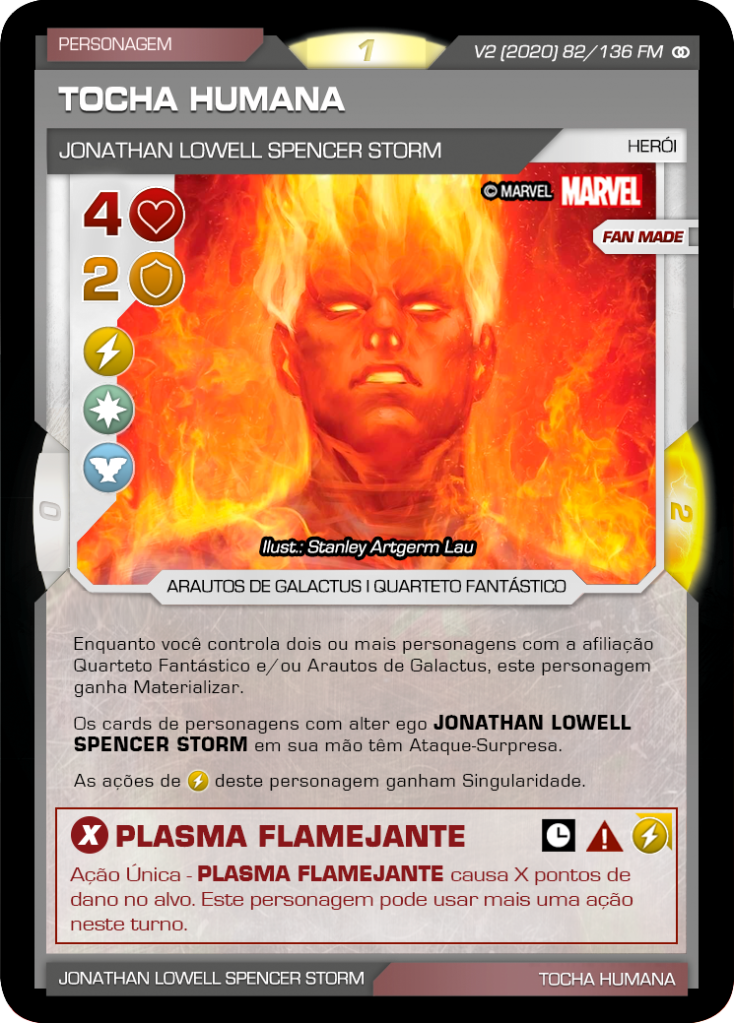 PERSONAGEM
1
V2 (2020) 82/136 FM
TOCHA HUMANA
JONATHAN LOWELL SPENCER STORM
HERÓI
© MARVEL MARVEL
4
FAN MADE
2
0
2
Ilust.: Stanley Artgerm Lau
ARAUTOS DE GALACTUS | QUARTETO FANTÁSTICO
Enquanto você controla dois ou mais personagens com a afiliação
Quarteto Fantástico e/ou Arautos de Galactus, este personagem
ganha Materializar.
Os cards de personagens com alter ego JONATHAN LOWELL
SPENCER STORM em sua mão têm Ataque-Surpresa.
As ações de deste personagem ganham Singularidade.
X PLASMA FLAMEJANTE
Ação Única - PLASMA FLAMEJANTE causa X pontos de
dano no alvo. Este personagem pode usar mais uma ação
neste turno.
JONATHAN LOWELL SPENCER STORM
TOCHA HUMANA